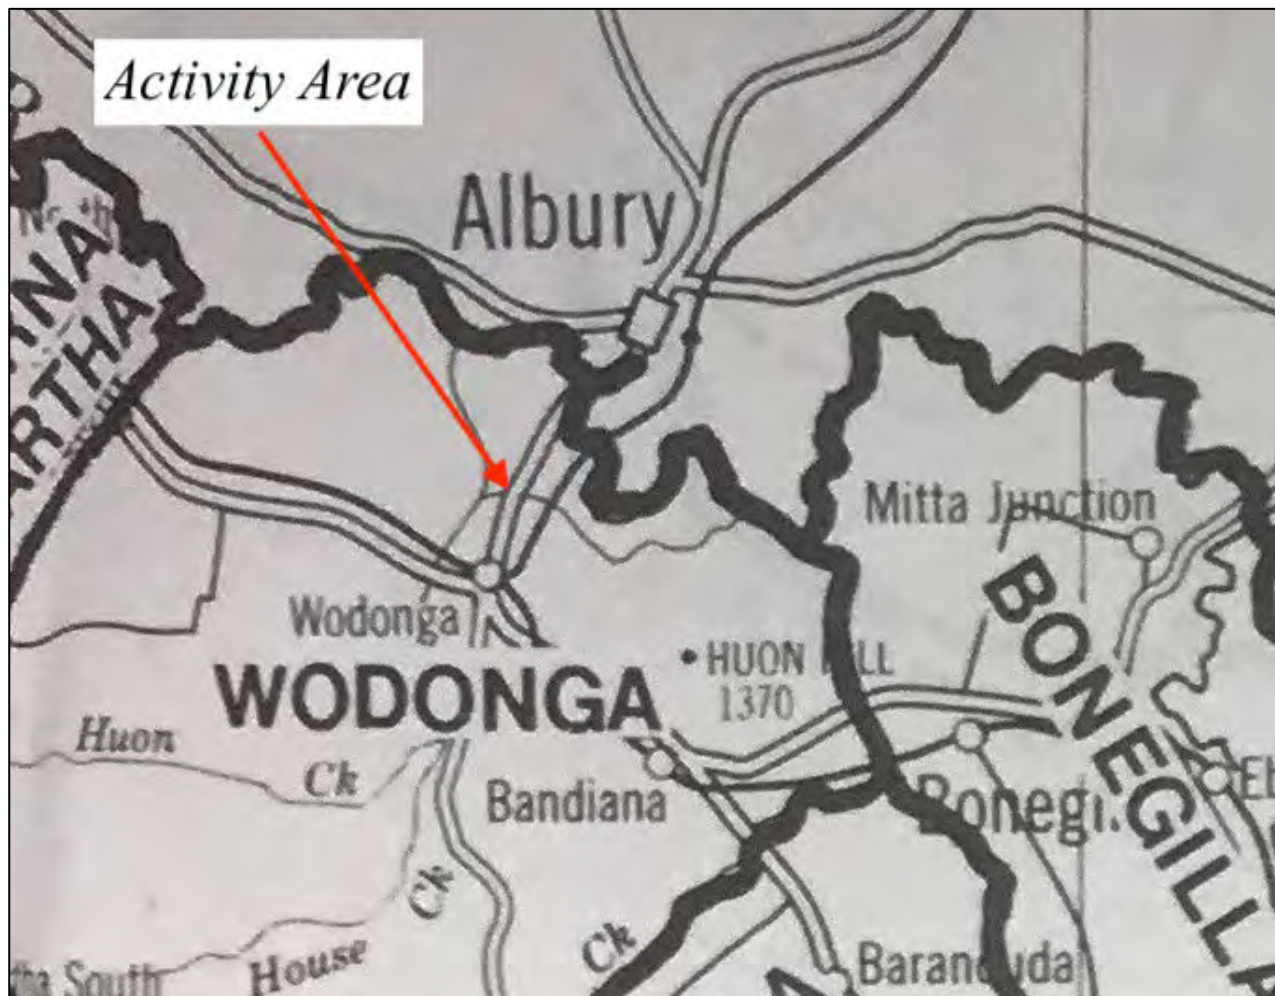 Activity Area
Albury
Mitta Junction
Wodonga
WODONGA
HUON
1370
BONEGILLA
Huon
Ck
Bandiana
Ck
Ck
House
South